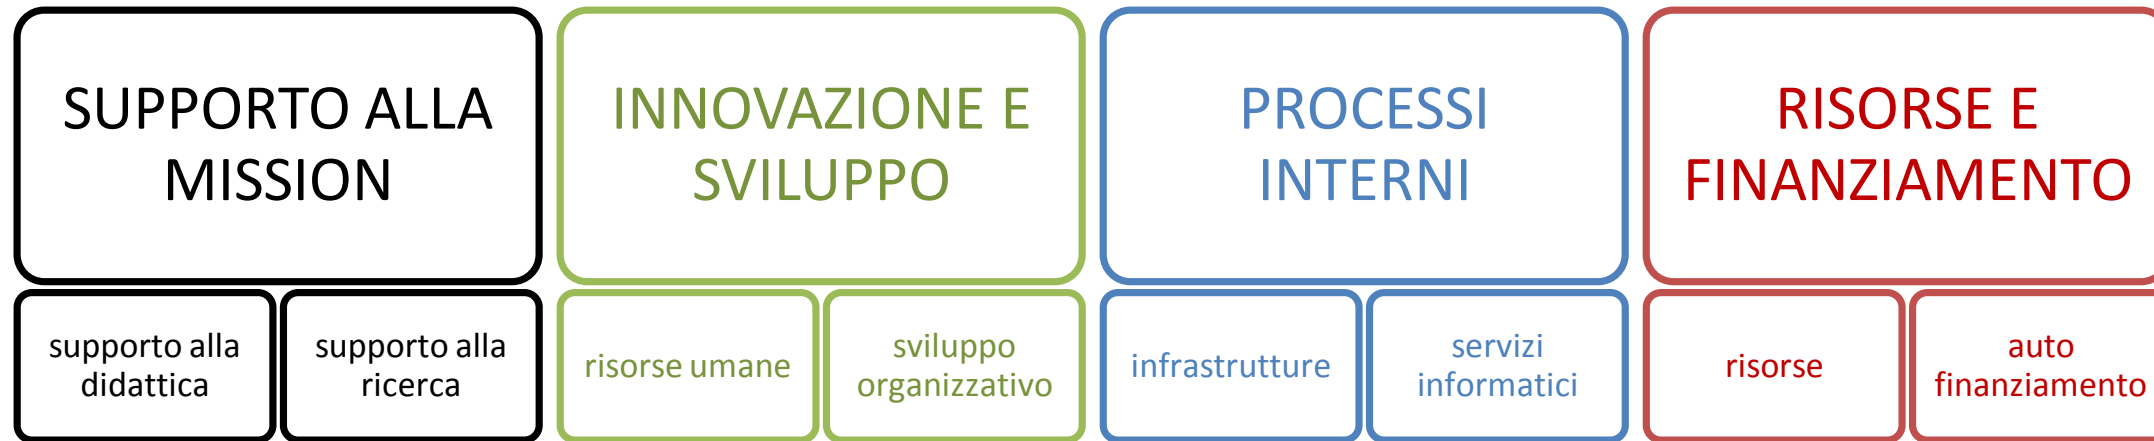 SUPPORTO ALLA
MISSION
INNOVAZIONE E
SVILUPPO
PROCESSI
INTERNI
RISORSE E
FINANZIAMENTO
supporto alla
didattica
supporto alla
ricerca
risorse umane
sviluppo
organizzativo
infrastrutture
servizi
informatici
risorse
auto
finanziamento